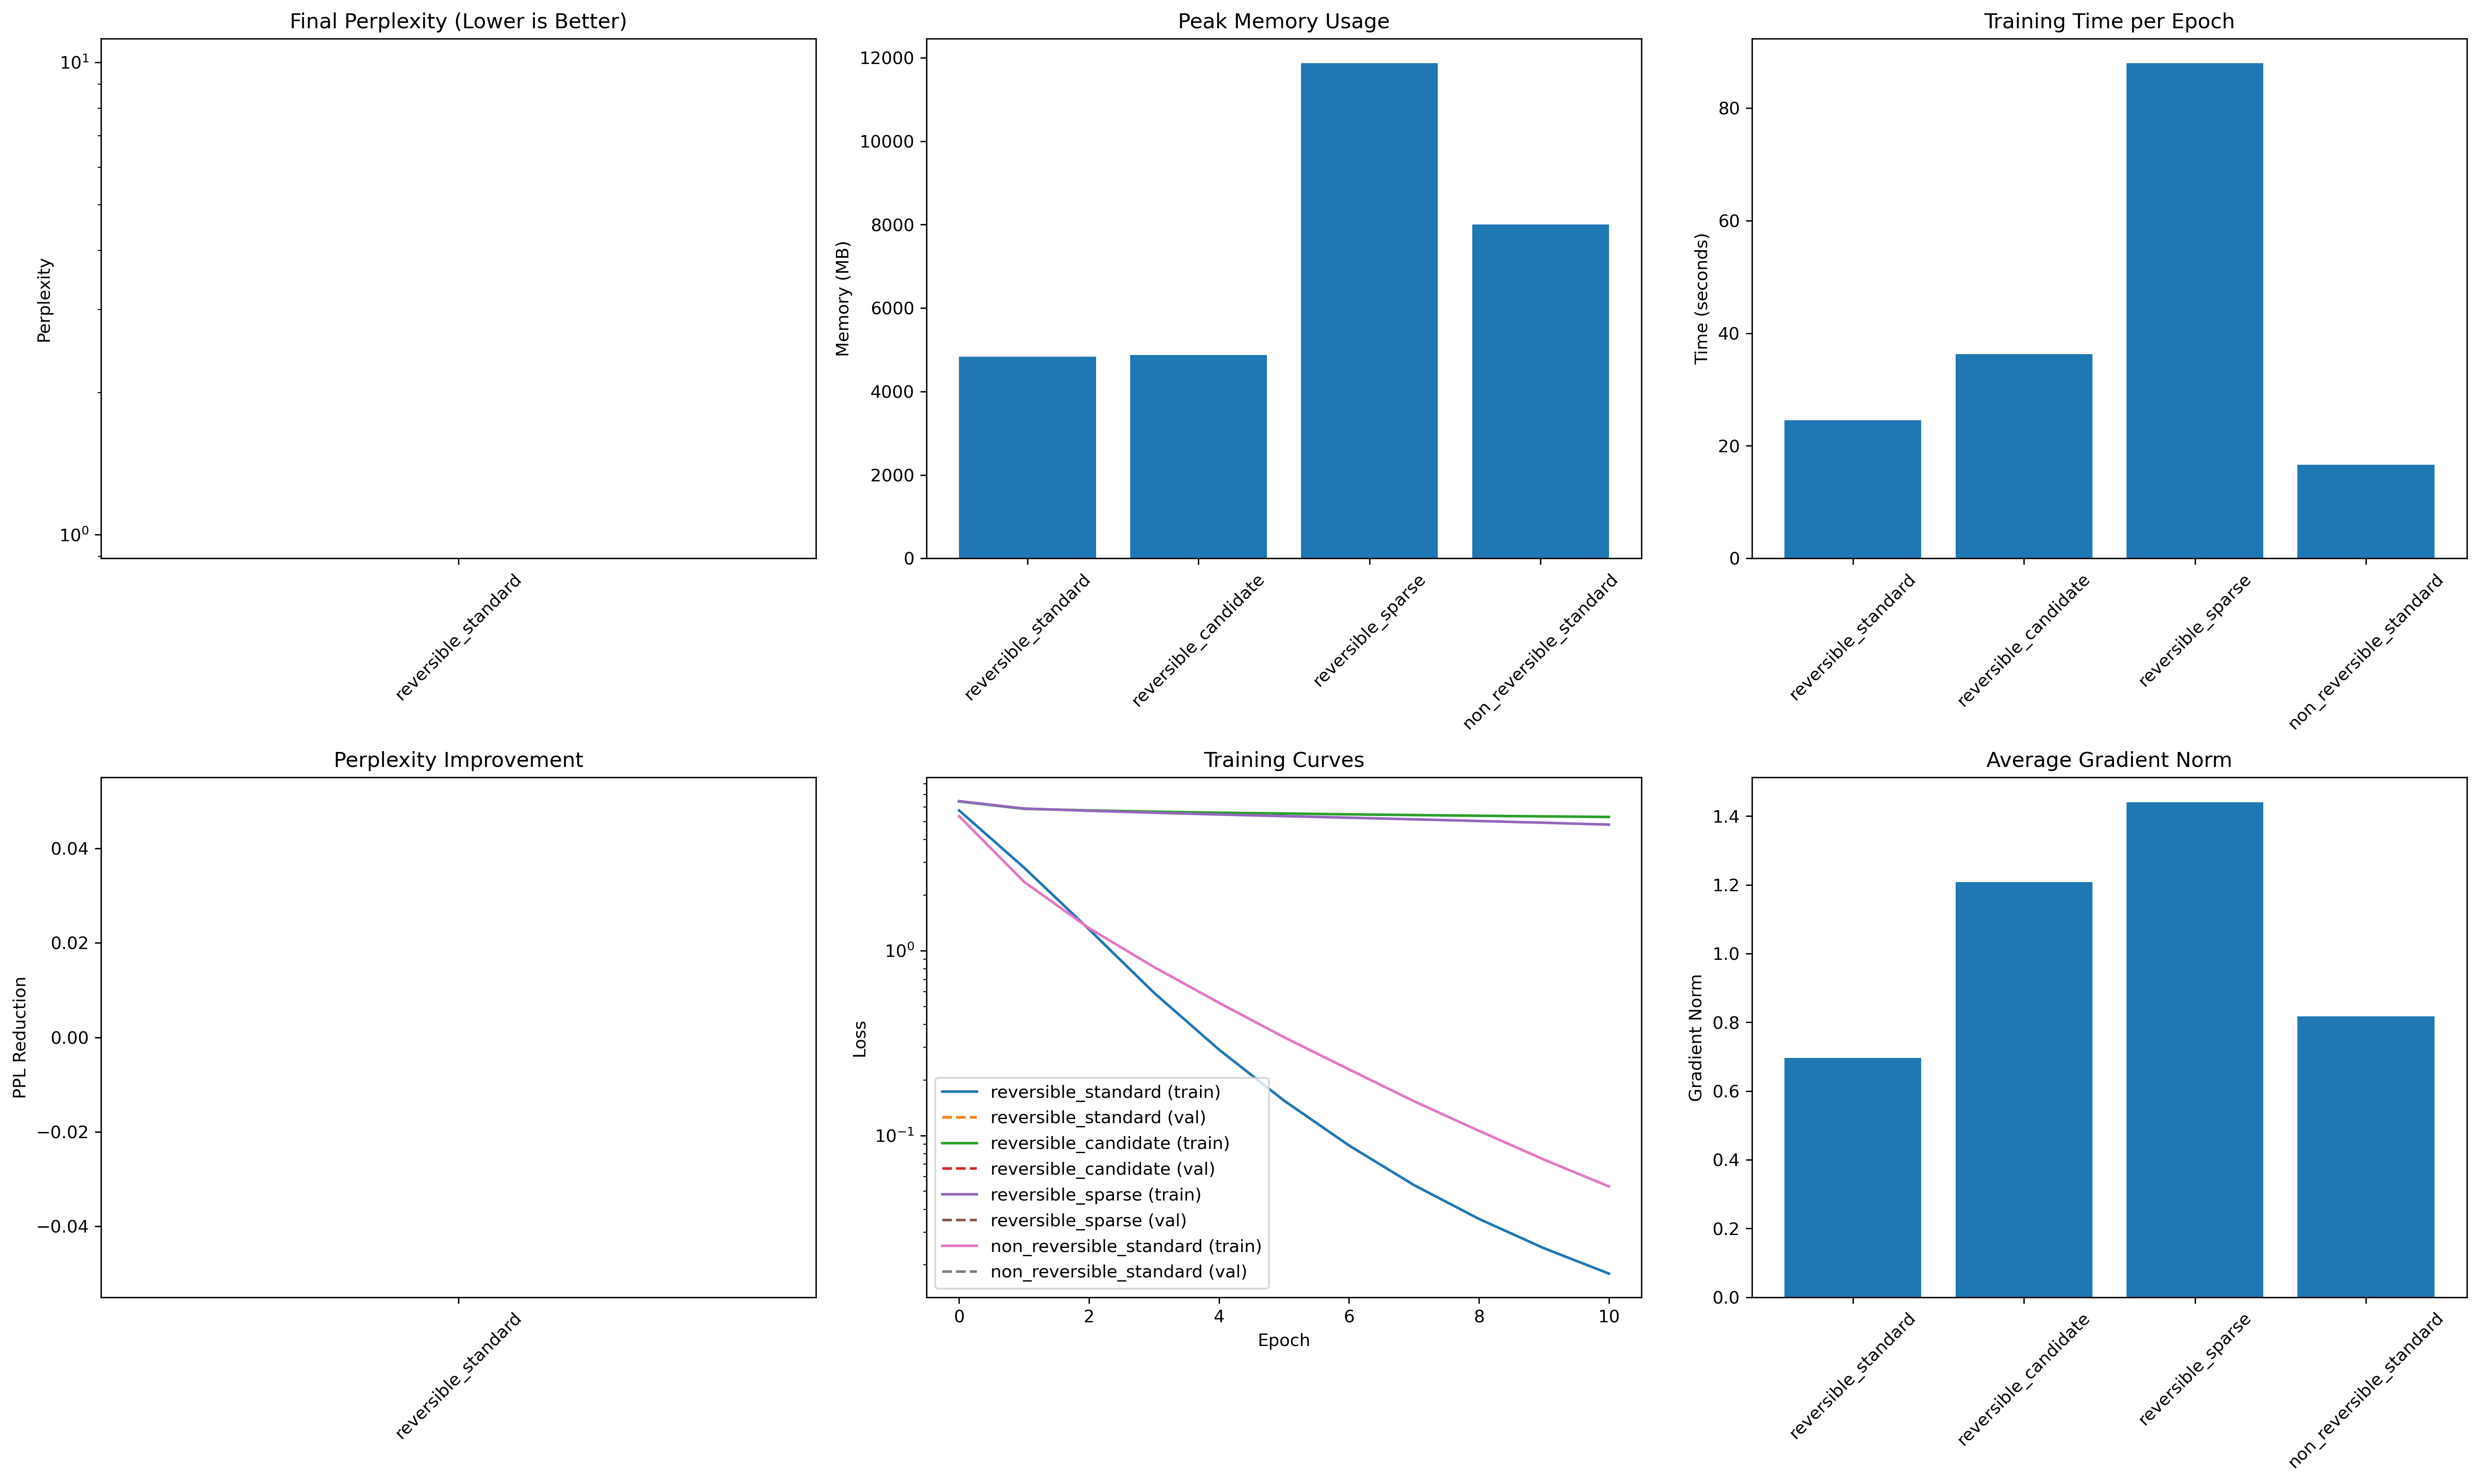 Final Perplexity (Lower is Better)
10¹
10⁰
Perplexity
reversible_standard
Peak Memory Usage
12000
10000
8000
6000
4000
2000
0
Memory (MB)
reversible_standard
reversible_candidate
reversible_sparse
non_reversible_standard
Training Time per Epoch
80
60
40
20
0
Time (seconds)
reversible_standard
reversible_candidate
reversible_sparse
non_reversible_standard
Perplexity Improvement
0.04
0.02
0.00
−0.02
−0.04
PPL Reduction
reversible_standard
Training Curves
10⁰
10⁻¹
Loss
reversible_standard (train)
reversible_standard (val)
reversible_candidate (train)
reversible_candidate (val)
reversible_sparse (train)
reversible_sparse (val)
non_reversible_standard (train)
non_reversible_standard (val)
0 2 4 6 8 10
Epoch
Average Gradient Norm
1.4
1.2
1.0
0.8
0.6
0.4
0.2
0.0
Gradient Norm
reversible_standard
reversible_candidate
reversible_sparse
non_reversible_standard